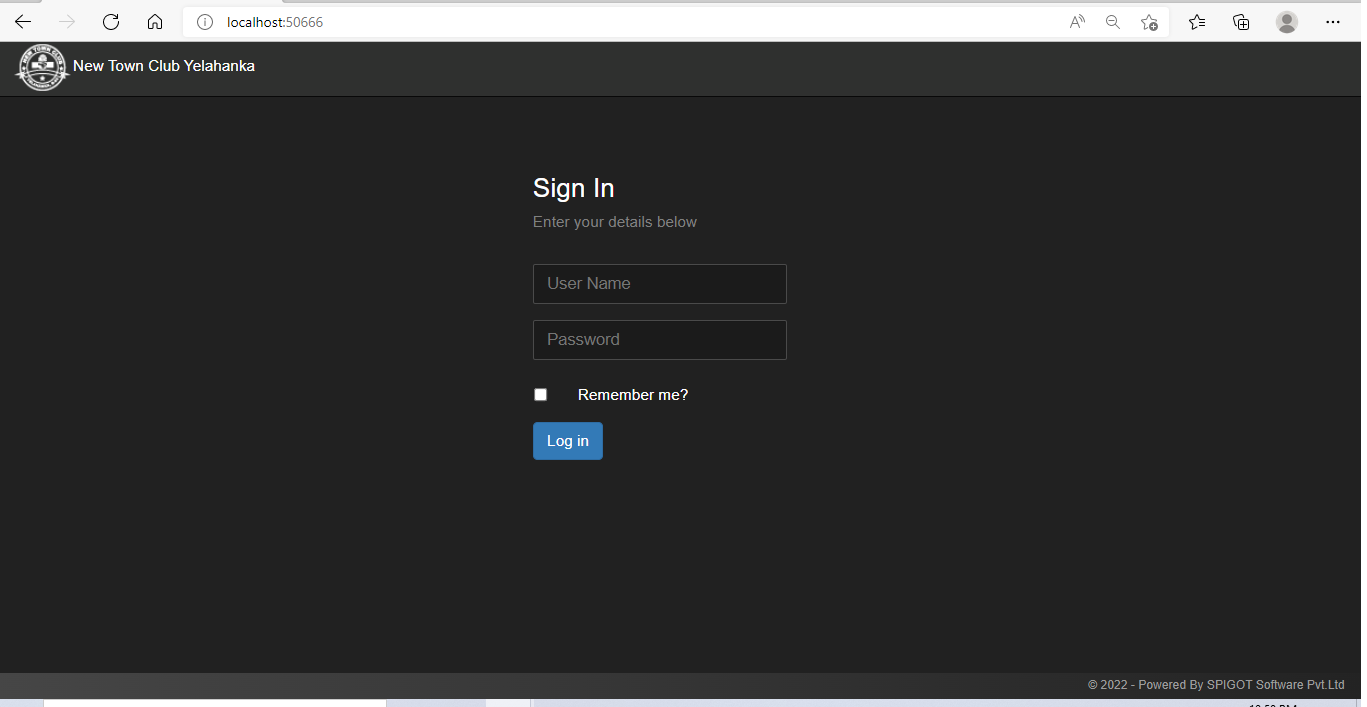 localhost:50666
New Town Club Yelahanka
Sign In
Enter your details below
User Name
Password
Remember me?
Log in
© 2022 - Powered By SPIGOT Software Pvt.Ltd